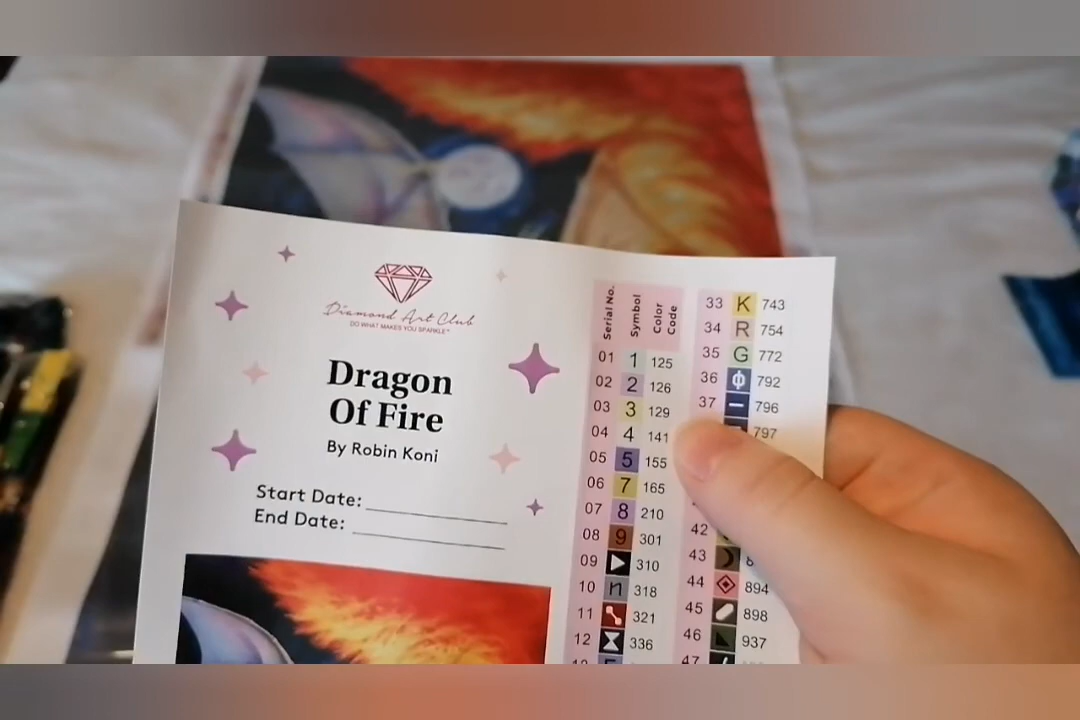 Diamond Art Club
DO WHAT MAKES YOU SPARKLE™
Dragon
Of Fire
By Robin Koni
Start Date:
End Date:
Serial No. Symbol Color Code
01 1 125
02 2 126
03 3 129
04 4 141
05 5 155
06 7 165
07 8 210
08 9 301
09 310
10 n 318
11 321
12 336
33 K 743
34 R 754
35 G 772
36 ф 792
37 – 796
797
42
43
44 894
45 898
46 937
47